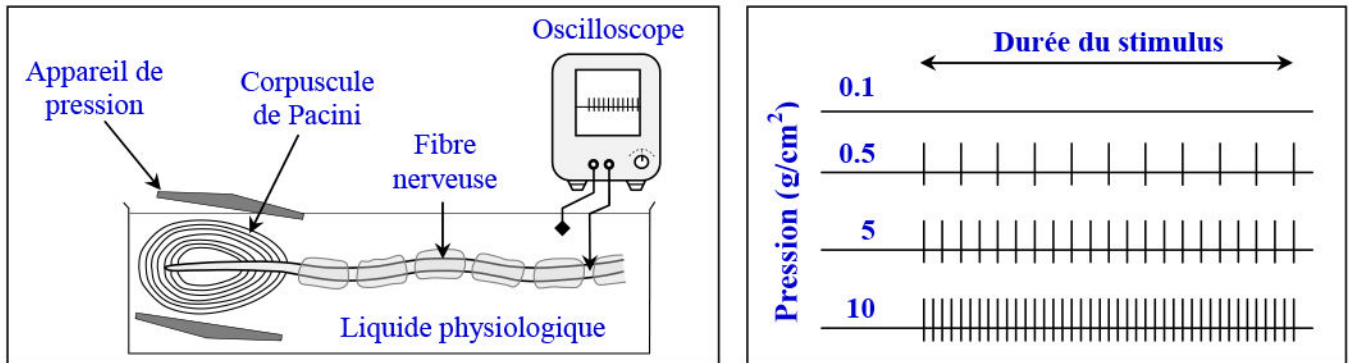 Oscilloscope
Appareil de
pression
Corpuscule
de Pacini
Fibre
nerveuse
Liquide physiologique
Durée du stimulus
Pression (g/cm²)
0.1
0.5
5
10